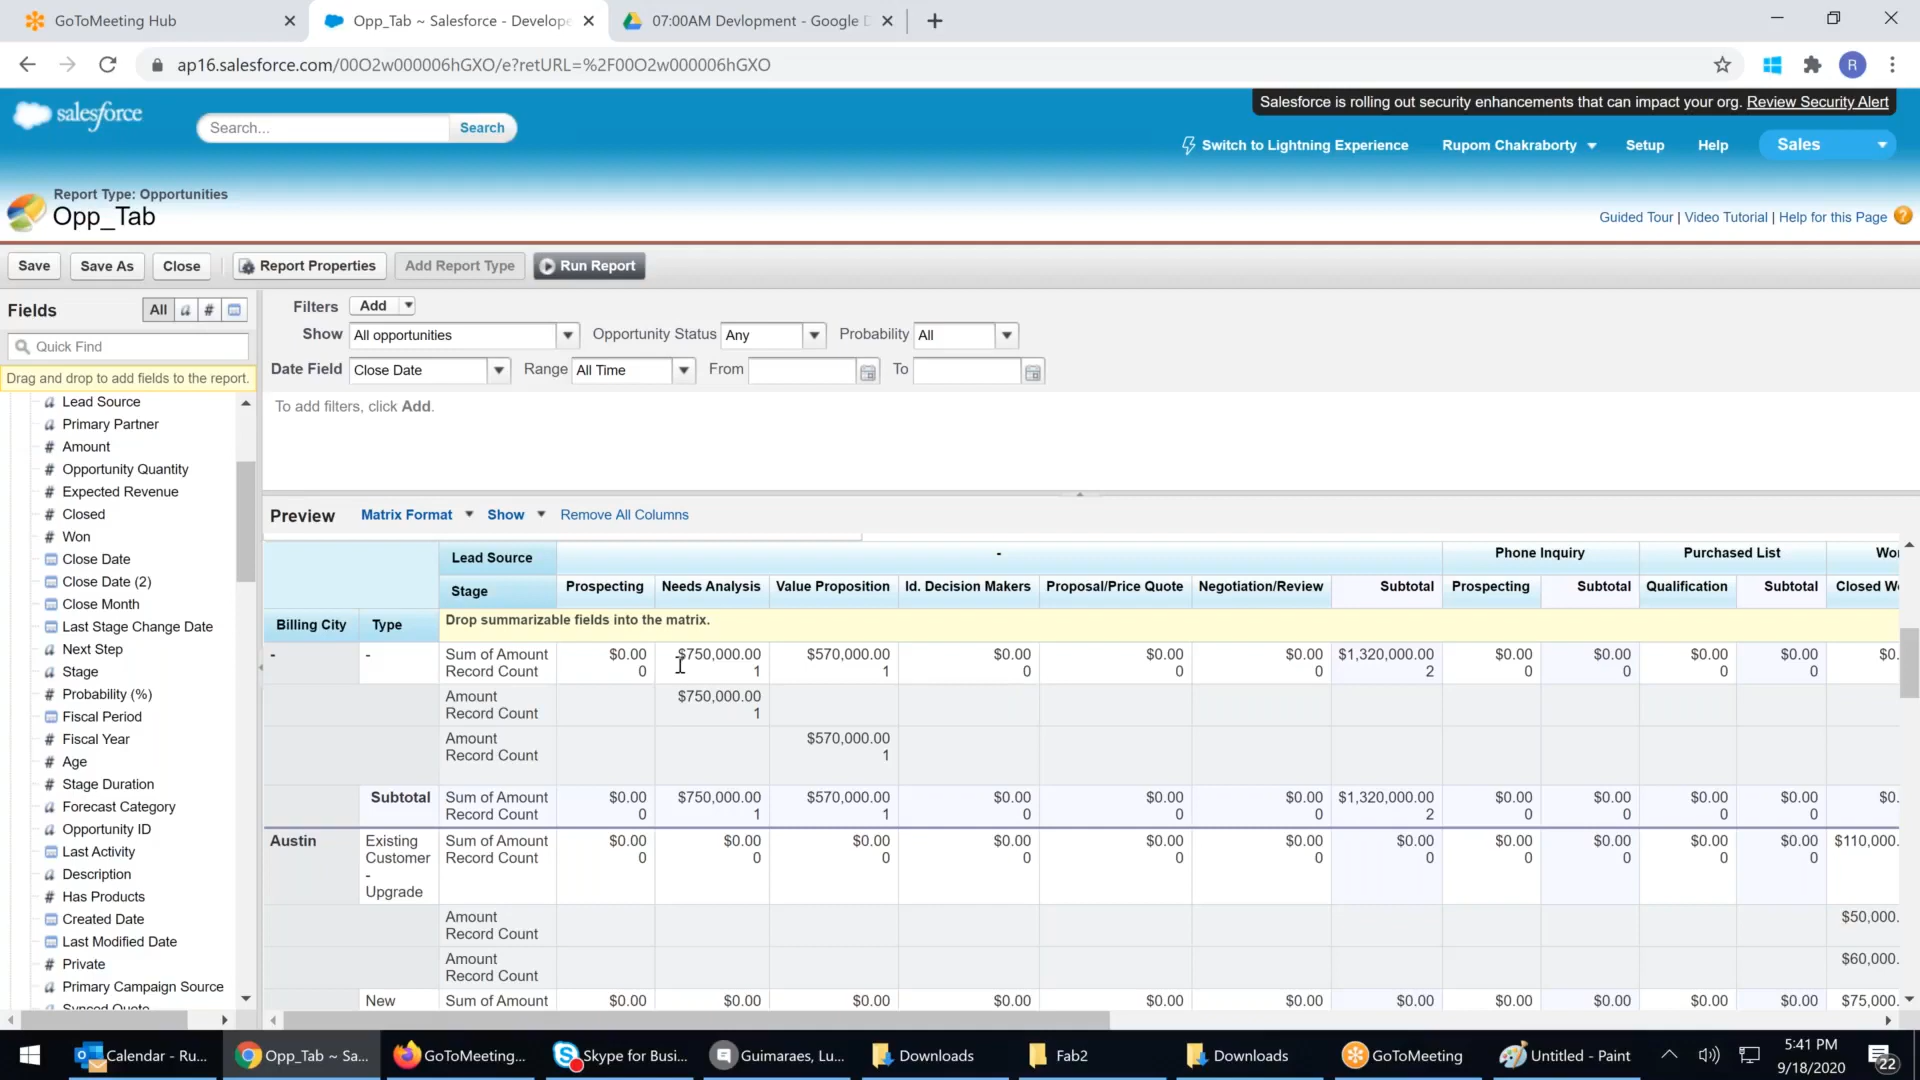 GoToMeeting Hub
Opp_Tab ~ Salesforce - Develope
07:00AM Devlopment - Google D
ap16.salesforce.com/00O2w000006hGXO/e?retURL=%2F00O2w000006hGXO
R
Salesforce is rolling out security enhancements that can impact your org. Review Security Alert
salesforce
Search...
Search
Switch to Lightning Experience
Rupom Chakraborty
Setup
Help
Sales
Report Type: Opportunities
Opp_Tab
Guided Tour | Video Tutorial | Help for this Page ?
Save
Save As
Close
Report Properties
Add Report Type
Run Report
Fields
All
a
#
Quick Find
Drag and drop to add fields to the report.
a Lead Source
a Primary Partner
# Amount
# Opportunity Quantity
# Expected Revenue
# Closed
# Won
Close Date
Close Date (2)
Close Month
Last Stage Change Date
a Next Step
a Stage
# Probability (%)
Fiscal Period
# Fiscal Year
# Age
# Stage Duration
a Forecast Category
a Opportunity ID
Last Activity
a Description
# Has Products
Created Date
Last Modified Date
# Private
a Primary Campaign Source
a Synced Quote
Filters Add
Show All opportunities Opportunity Status Any Probability All
Date Field Close Date Range All Time From To
To add filters, click Add.
Preview Matrix Format Show Remove All Columns
Lead Source - Phone Inquiry Purchased List Wo
Stage Prospecting Needs Analysis Value Proposition Id. Decision Makers Proposal/Price Quote Negotiation/Review Subtotal Prospecting Subtotal Qualification Subtotal Closed Wo
Billing City Type Drop summarizable fields into the matrix.
- - Sum of Amount $0.00 $750,000.00 $570,000.00 $0.00 $0.00 $0.00 $1,320,000.00 $0.00 $0.00 $0.00 $0.00 $0.
Record Count 0 1 1 0 0 0 2 0 0 0 0
Amount $750,000.00
Record Count 1
Amount $570,000.00
Record Count 1
Subtotal Sum of Amount $0.00 $750,000.00 $570,000.00 $0.00 $0.00 $0.00 $1,320,000.00 $0.00 $0.00 $0.00 $0.00 $0.
Record Count 0 1 1 0 0 0 2 0 0 0 0
Austin Existing Sum of Amount $0.00 $0.00 $0.00 $0.00 $0.00 $0.00 $0.00 $0.00 $0.00 $0.00 $0.00 $110,000.
Customer Record Count 0 0 0 0 0 0 0 0 0 0 0
-
Upgrade
Amount $50,000.
Record Count
Amount $60,000.
Record Count
New Sum of Amount $0.00 $0.00 $0.00 $0.00 $0.00 $0.00 $0.00 $0.00 $0.00 $0.00 $0.00 $75,000.
Calendar - Ru...
Opp_Tab ~ Sa...
GoToMeeting...
Skype for Busi...
Guimaraes, Lu...
Downloads
Fab2
Downloads
GoToMeeting
Untitled - Paint
5:41 PM
9/18/2020
22